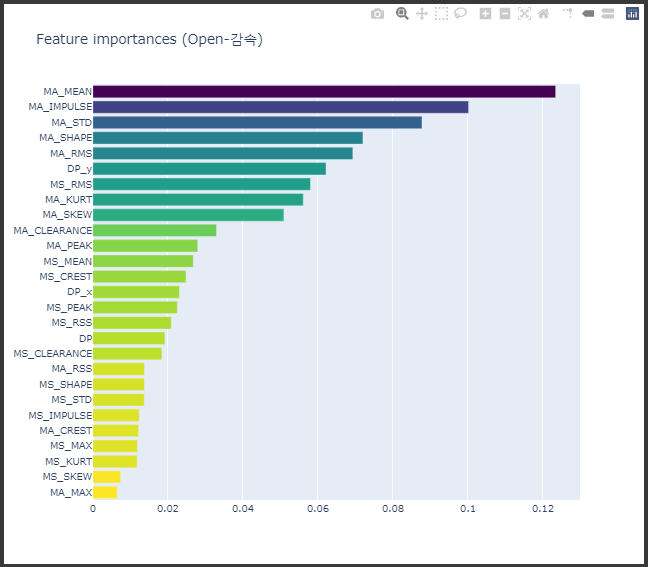 Feature importances (Open-감속)
MA_MEAN
MA_IMPULSE
MA_STD
MA_SHAPE
MA_RMS
DP_y
MS_RMS
MA_KURT
MA_SKEW
MA_CLEARANCE
MA_PEAK
MS_MEAN
MS_CREST
DP_x
MS_PEAK
MS_RSS
DP
MS_CLEARANCE
MA_RSS
MS_SHAPE
MS_STD
MS_IMPULSE
MA_CREST
MS_MAX
MS_KURT
MS_SKEW
MA_MAX
0 0.02 0.04 0.06 0.08 0.1 0.12